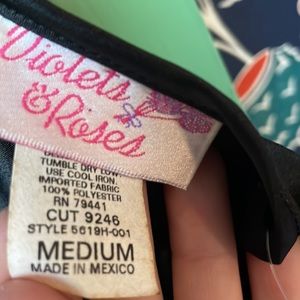 Violets
& Roses
TUMBLE DRY LOW
USE COOL IRON.
IMPORTED FABRIC
100% POLYESTER
RN 79441
CUT 9246
STYLE 5619H-001
MEDIUM
MADE IN MEXICO